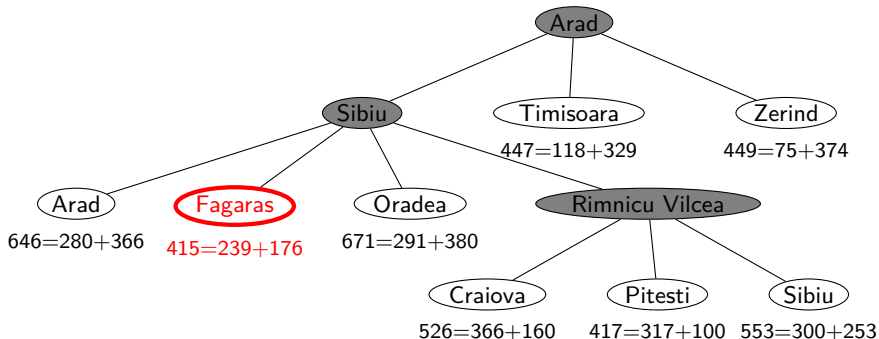 Arad
Sibiu
Timisoara
Zerind
447=118+329
449=75+374
Arad
Fagaras
Oradea
Rimnicu Vilcea
646=280+366
415=239+176
671=291+380
Craiova
Pitesti
Sibiu
526=366+160
417=317+100
553=300+253